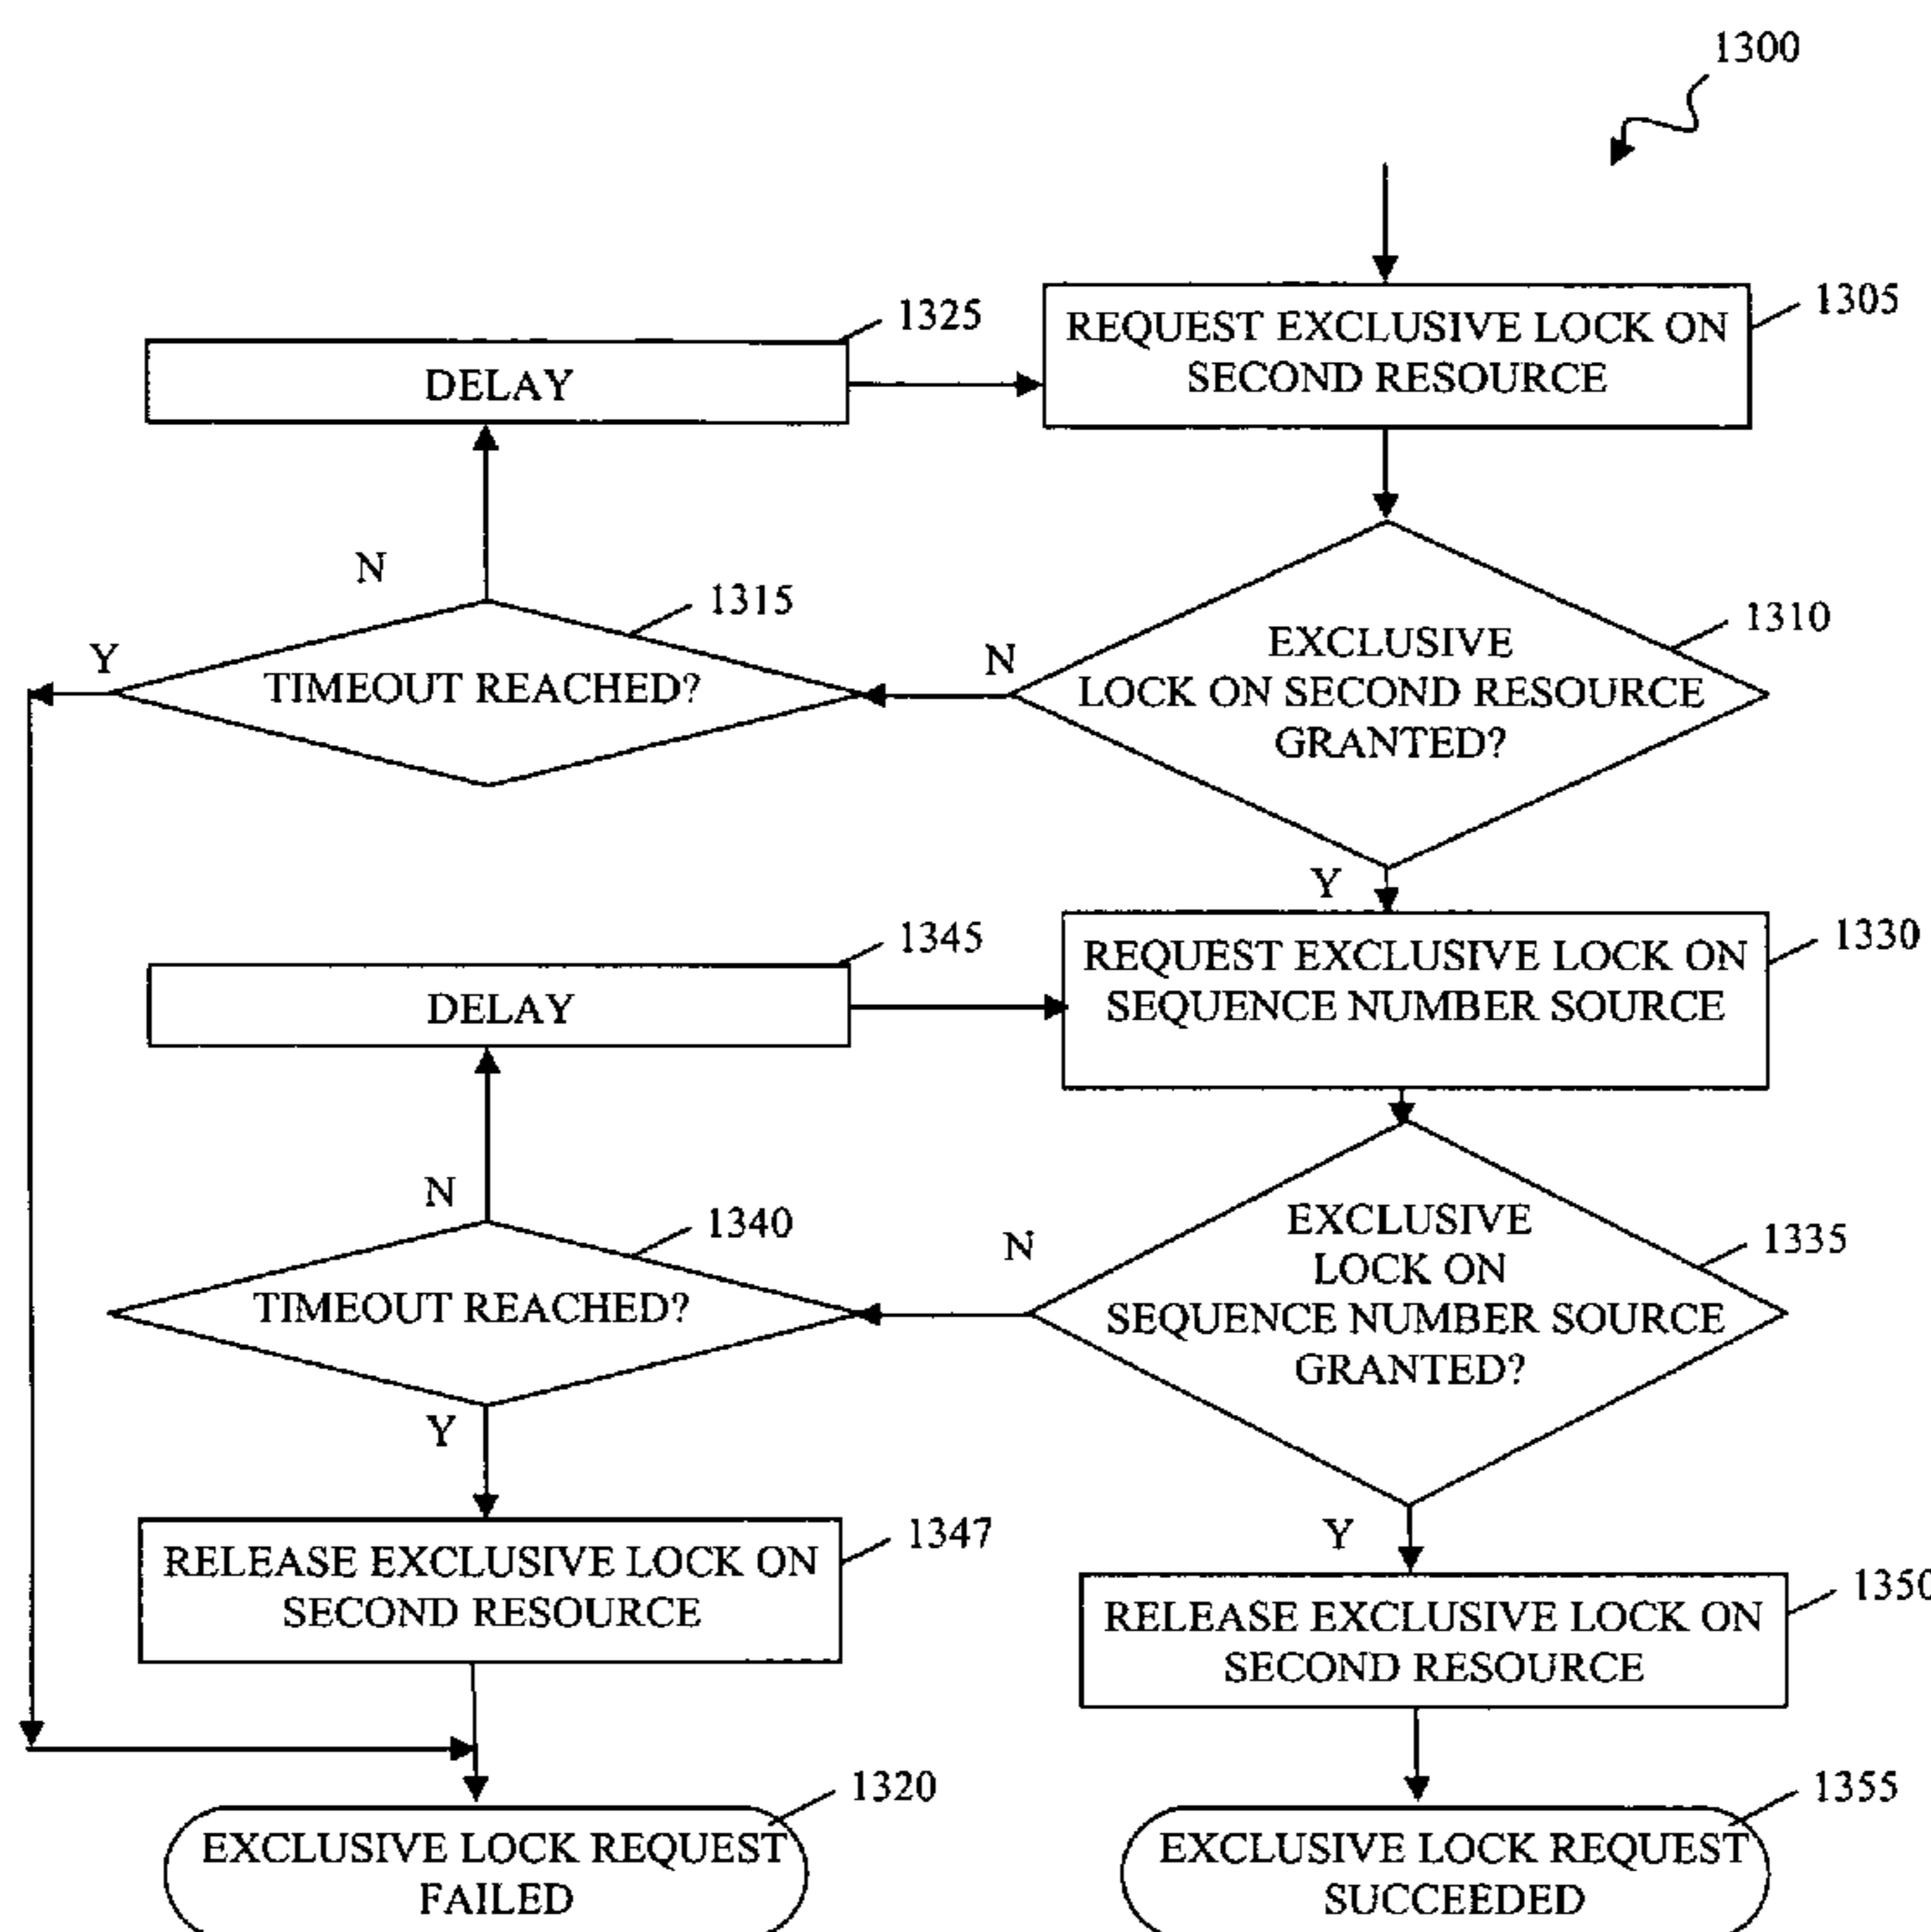 1300
1305
REQUEST EXCLUSIVE LOCK ON
SECOND RESOURCE
1325
DELAY
N
1315
TIMEOUT REACHED?
Y
1310
N
EXCLUSIVE
LOCK ON SECOND RESOURCE
GRANTED?
Y
1330
REQUEST EXCLUSIVE LOCK ON
SEQUENCE NUMBER SOURCE
1345
DELAY
N
1340
TIMEOUT REACHED?
Y
1335
N
EXCLUSIVE
LOCK ON
SEQUENCE NUMBER SOURCE
GRANTED?
Y
1347
RELEASE EXCLUSIVE LOCK ON
SECOND RESOURCE
1350
RELEASE EXCLUSIVE LOCK ON
SECOND RESOURCE
1320
EXCLUSIVE LOCK REQUEST
FAILED
1355
EXCLUSIVE LOCK REQUEST
SUCCEEDED